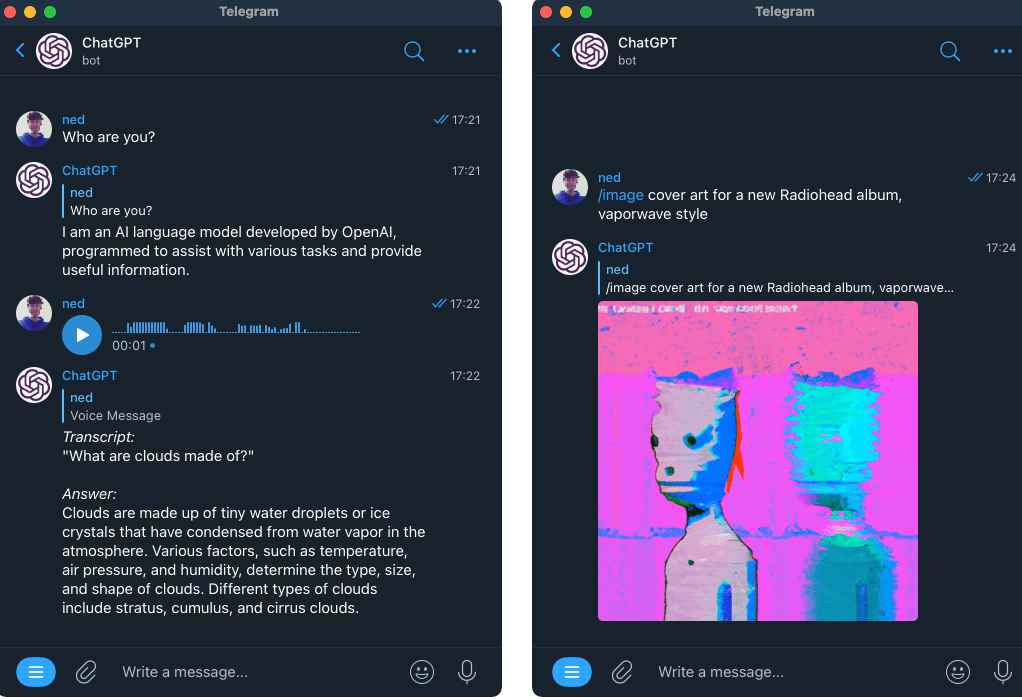 Telegram
ChatGPT
bot
ned
17:21
Who are you?
ChatGPT
17:21
ned
Who are you?
I am an AI language model developed by OpenAI,
programmed to assist with various tasks and provide
useful information.
ned
17:22
00:01
ChatGPT
17:22
ned
Voice Message
Transcript:
"What are clouds made of?"
Answer:
Clouds are made up of tiny water droplets or ice
crystals that have condensed from water vapor in the
atmosphere. Various factors, such as temperature,
air pressure, and humidity, determine the type, size,
and shape of clouds. Different types of clouds
include stratus, cumulus, and cirrus clouds.
Write a message...
Telegram
ChatGPT
bot
ned
17:24
/image cover art for a new Radiohead album,
vaporwave style
ChatGPT
17:24
ned
/image cover art for a new Radiohead album, vaporwave...
Write a message...